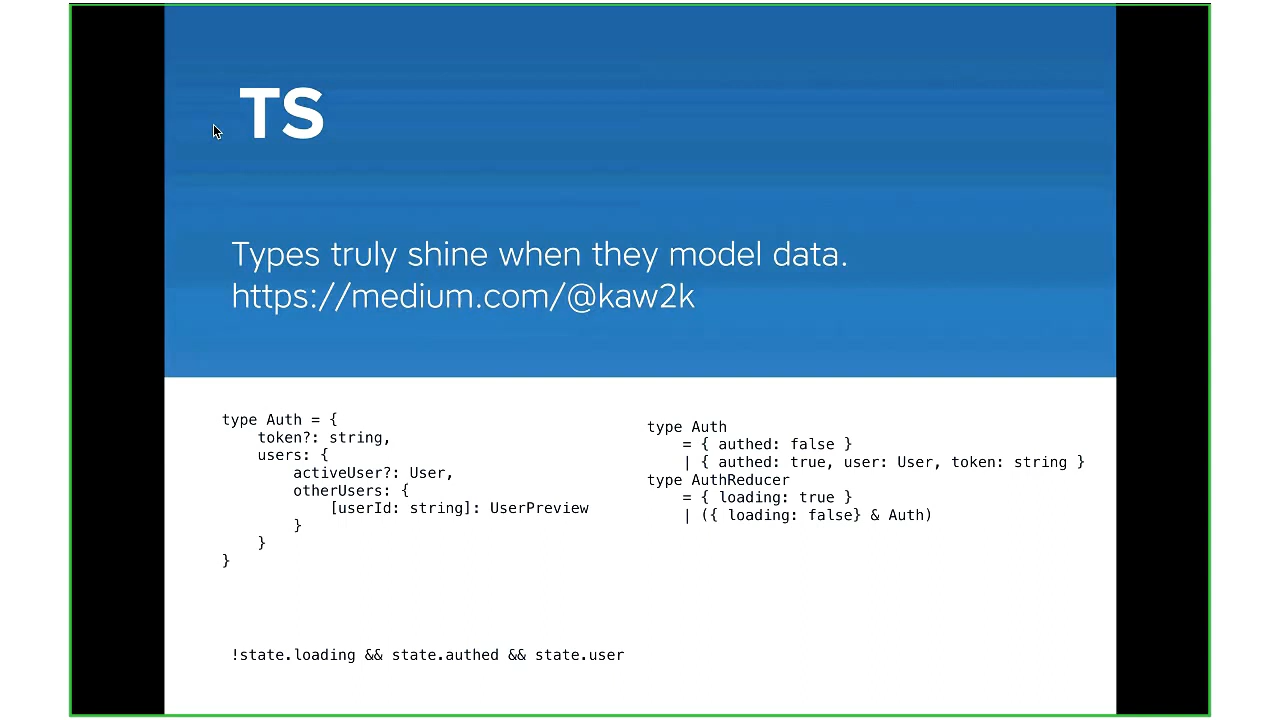 TS
Types truly shine when they model data.
https://medium.com/@kaw2k
type Auth = {
    token?: string,
    users: {
        activeUser?: User,
        otherUsers: {
            [userId: string]: UserPreview
        }
    }
}
type Auth
    = { authed: false }
    | { authed: true, user: User, token: string }
type AuthReducer
    = { loading: true }
    | ({ loading: false} & Auth)
!state.loading && state.authed && state.user